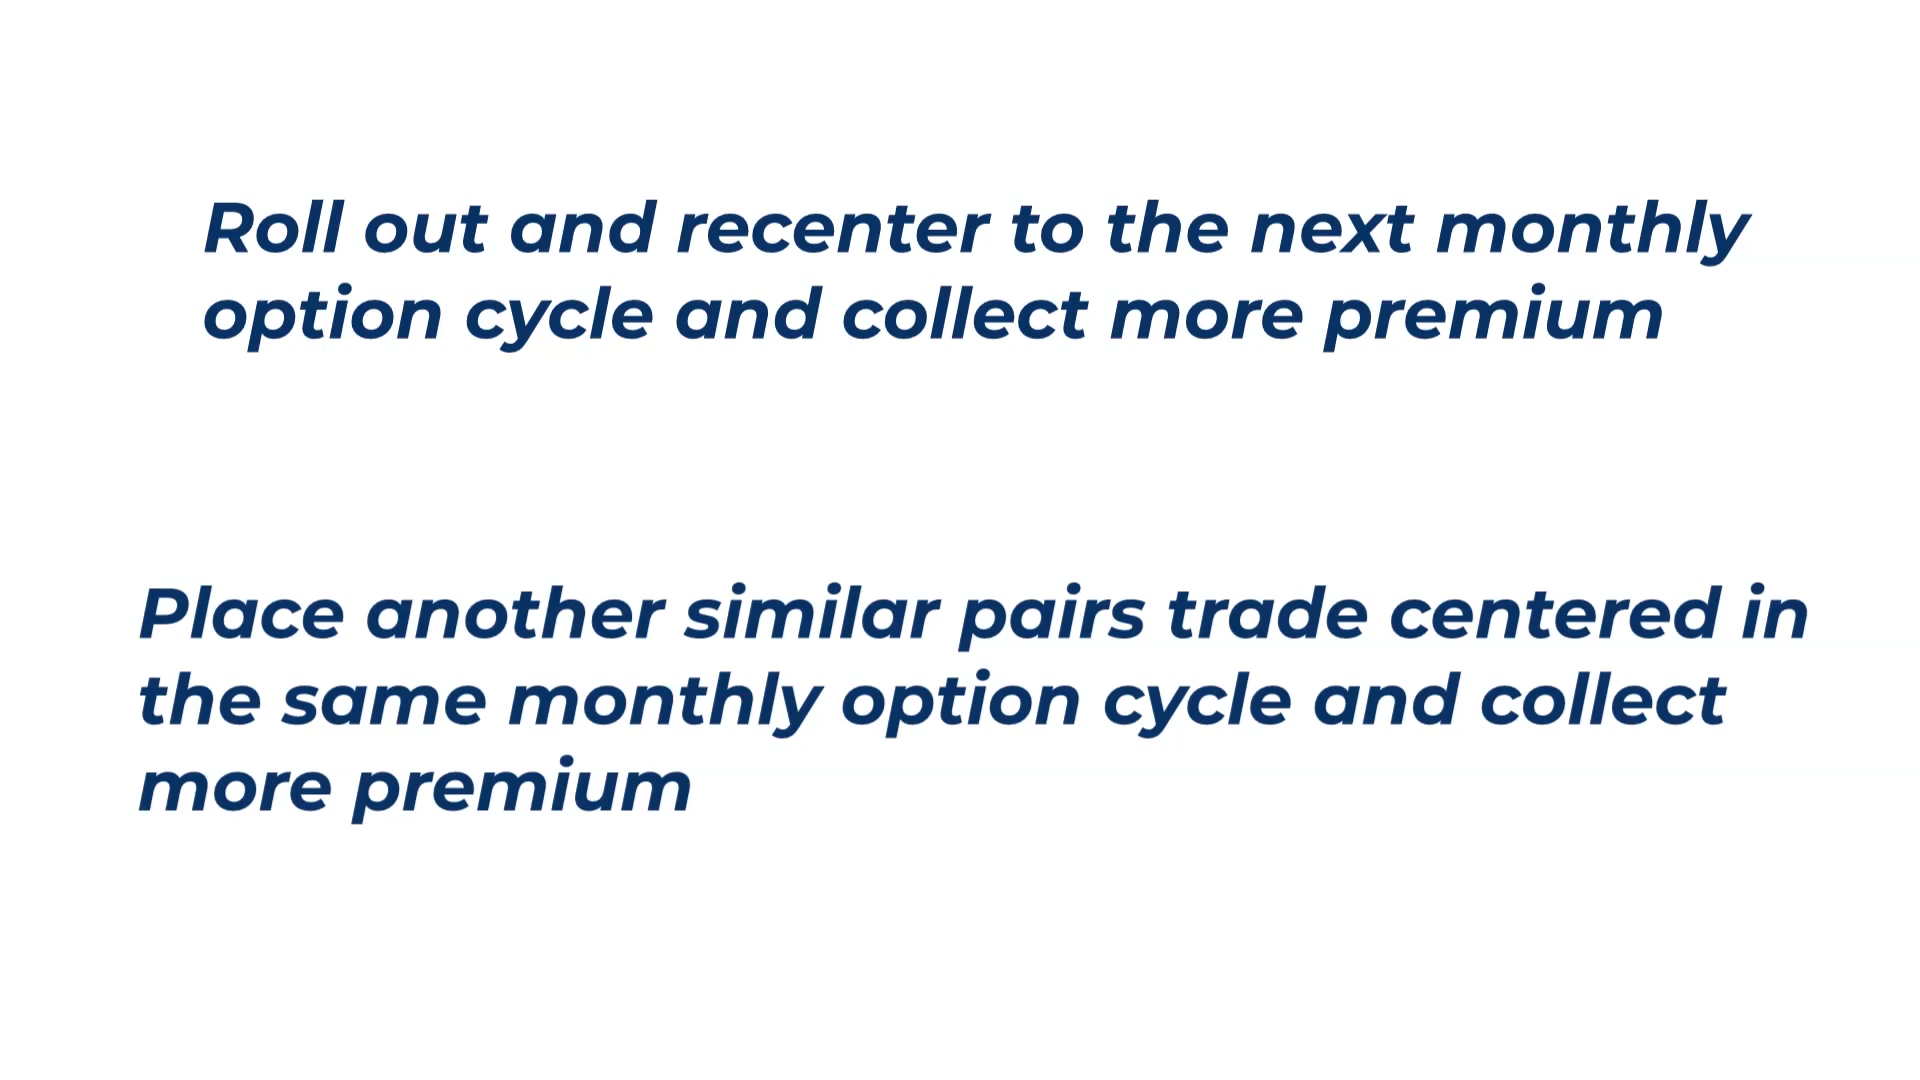 Roll out and recenter to the next monthly
option cycle and collect more premium
Place another similar pairs trade centered in
the same monthly option cycle and collect
more premium